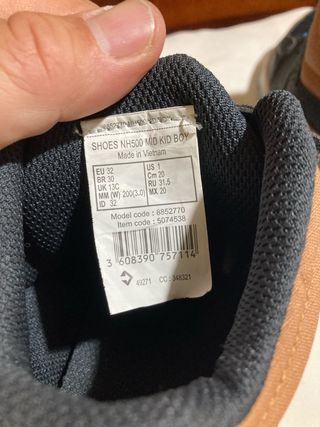 SHOES NH500 MID KID BOY
Made in Vietnam
EU 32 US 1
BR 30 Cm 20
UK 13C RU 31.5
MM (W) 200(3.0) MX 20
ID 32
Model code : 8852770
Item code : 5074538
3 608390 757114
49271 CC : 348321